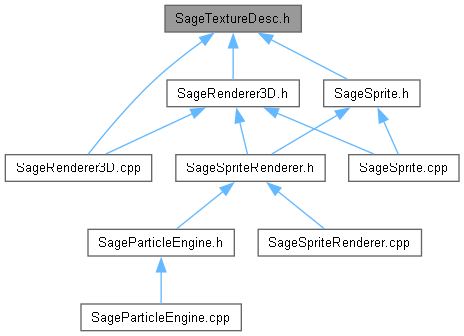 SageTextureDesc.h
SageRenderer3D.h
SageSprite.h
SageRenderer3D.cpp
SageSpriteRenderer.h
SageSprite.cpp
SageParticleEngine.h
SageSpriteRenderer.cpp
SageParticleEngine.cpp